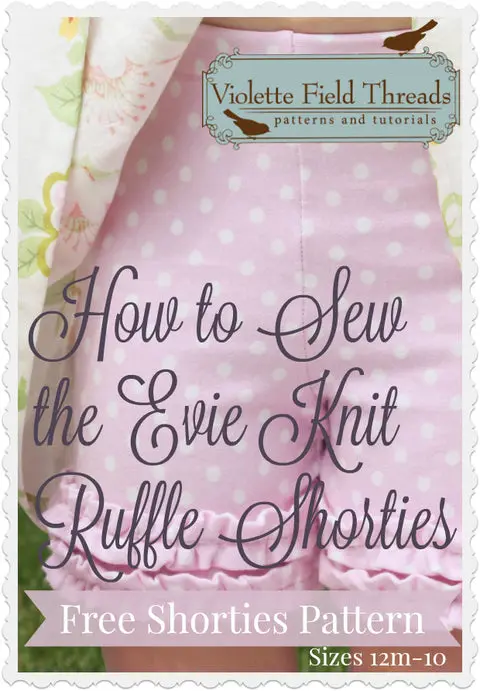 Violette Field Threads
patterns and tutorials
How to Sew
the Evie Knit
Ruffle Shorties
Free Shorties Pattern
Sizes 12m-10